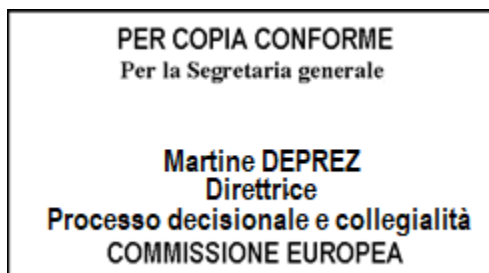 PER COPIA CONFORME
Per la Segretaria generale
Martine DEPREZ
Direttrice
Processo decisionale e collegialità
COMMISSIONE EUROPEA